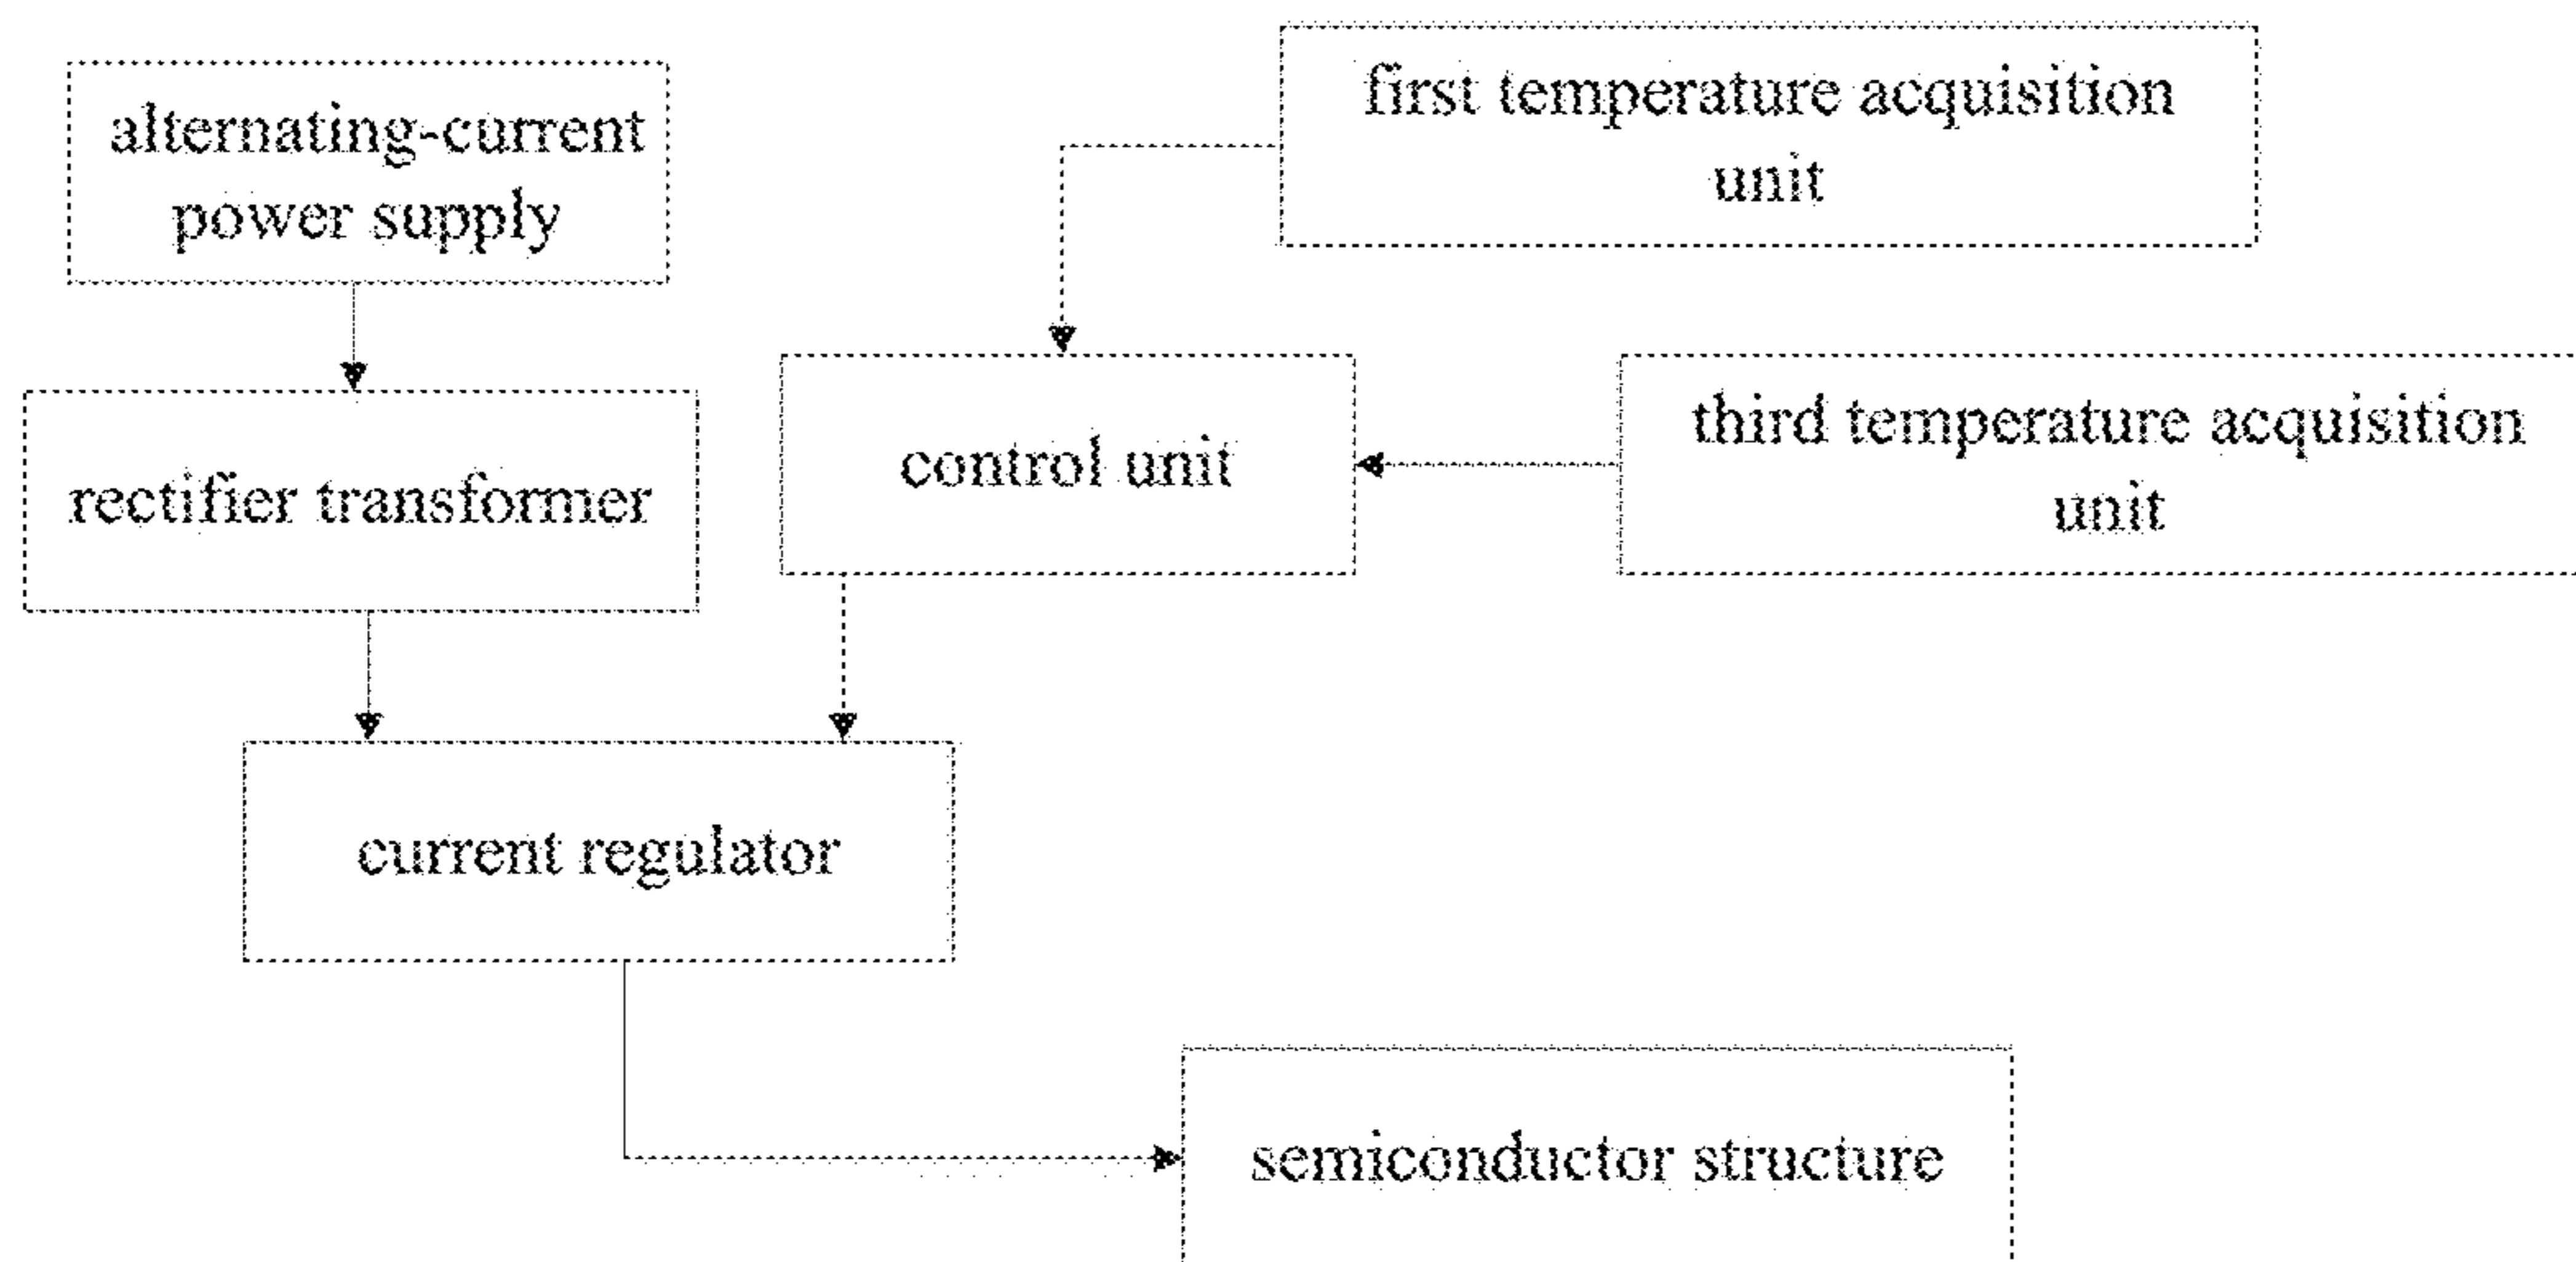 alternating-current
power supply
first temperature acquisition
unit
rectifier transformer
control unit
third temperature acquisition
unit
current regulator
semiconductor structure